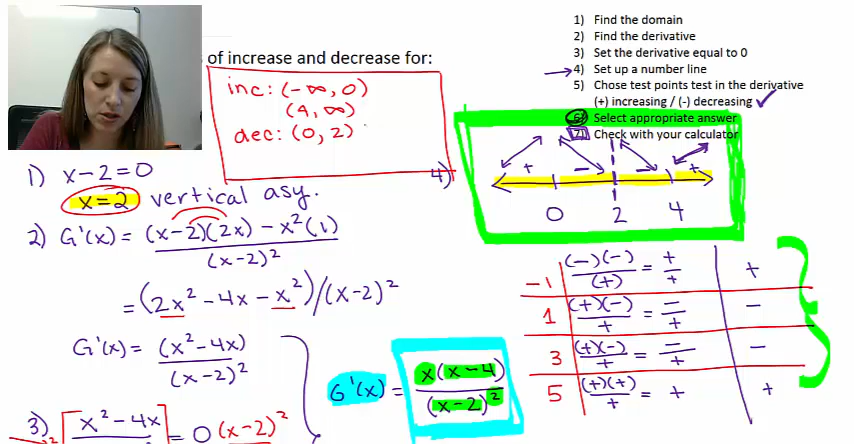 s of increase and decrease for:
1) Find the domain
2) Find the derivative
3) Set the derivative equal to 0
4) Set up a number line
5) Chose test points test in the derivative
(+) increasing / (-) decreasing
6) Select appropriate answer
7) Check with your calculator
inc: (-∞, 0)
(4, ∞)
dec: (0, 2)
1) x-2=0
x=2 vertical asy.
2) G'(x) = (x-2)(2x) - x²(1)
(x-2)²
= (2x² - 4x - x²)/(x-2)²
G'(x) = (x² - 4x)
(x-2)²
3) x² - 4x = 0 (x-2)²
4)
+ - - +
0 2 4
G'(x) = x(x-4)
(x-2)²
-1 (-)(-) / (+) = + / + +
1 (+)(-) / + = - / + -
3 (+)(-) / + = - / + -
5 (+)(+) / + = + +